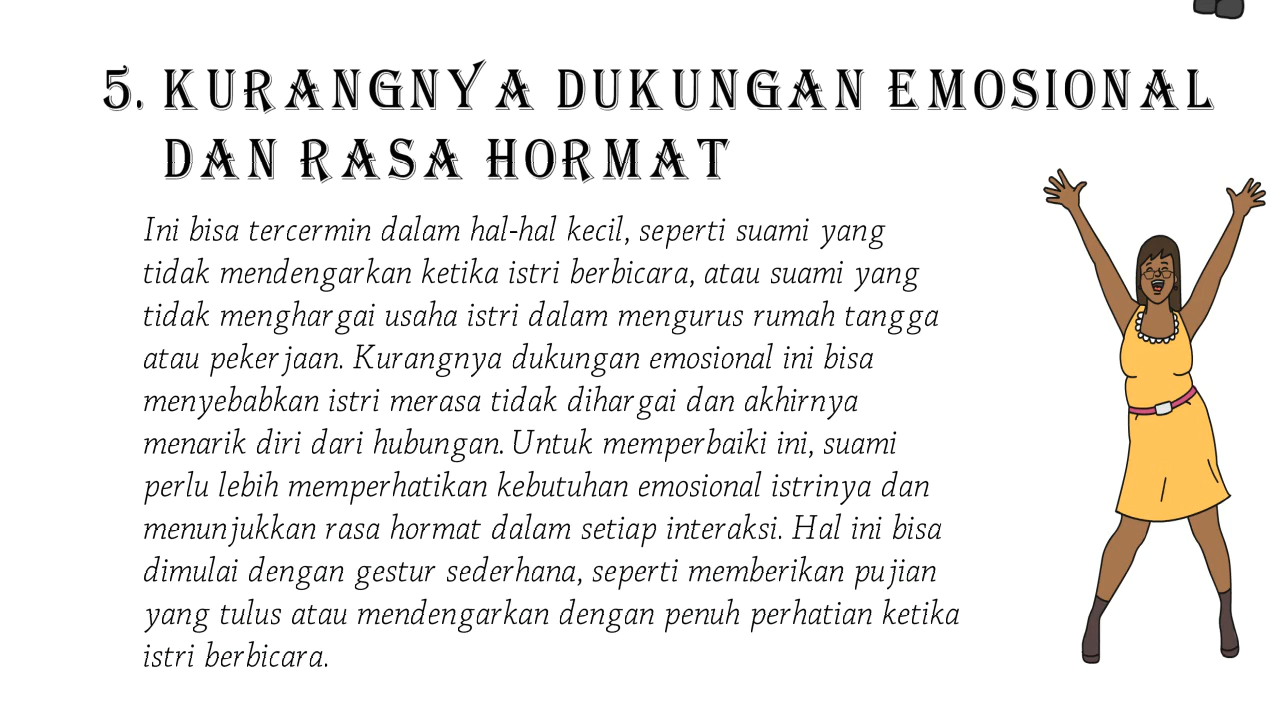 5. KURANGNYA DUKUNGAN EMOSIONAL
DAN RASA HORMAT
Ini bisa tercermin dalam hal-hal kecil, seperti suami yang
tidak mendengarkan ketika istri berbicara, atau suami yang
tidak menghargai usaha istri dalam mengurus rumah tangga
atau pekerjaan. Kurangnya dukungan emosional ini bisa
menyebabkan istri merasa tidak dihargai dan akhirnya
menarik diri dari hubungan. Untuk memperbaiki ini, suami
perlu lebih memperhatikan kebutuhan emosional istrinya dan
menunjukkan rasa hormat dalam setiap interaksi. Hal ini bisa
dimulai dengan gestur sederhana, seperti memberikan pujian
yang tulus atau mendengarkan dengan penuh perhatian ketika
istri berbicara.